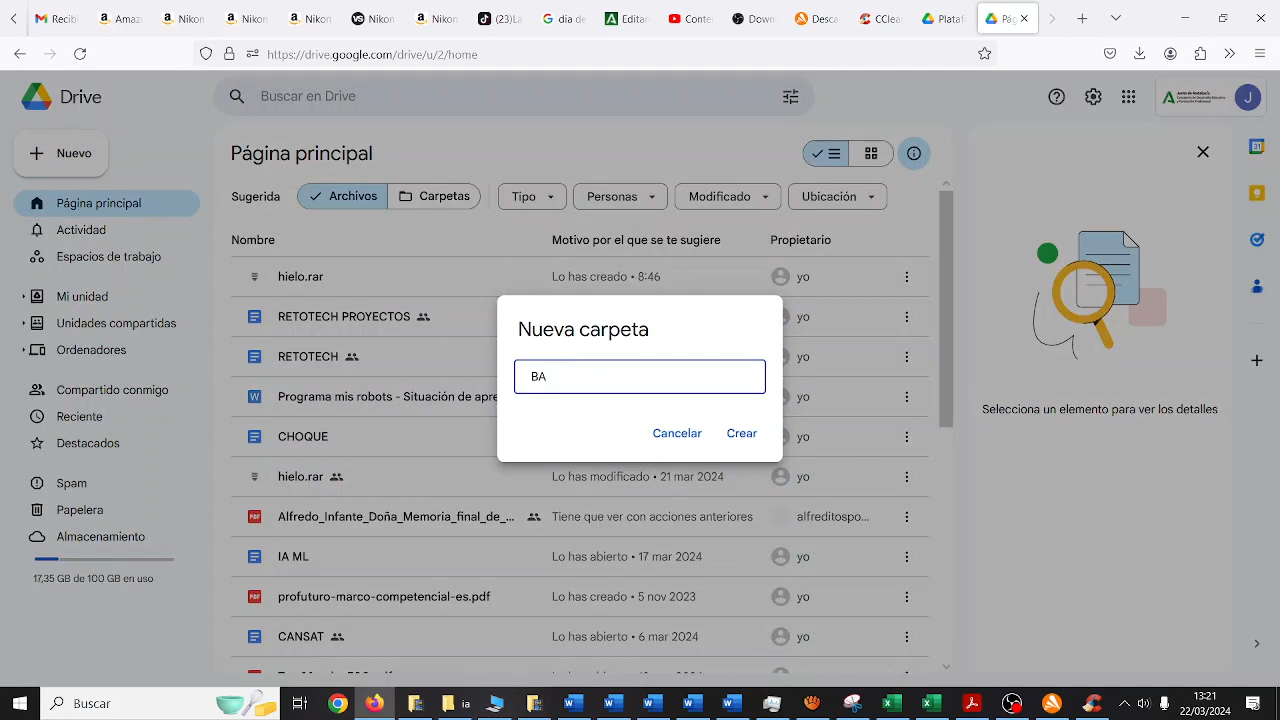 Recib
Amaz
Nikon
Nikon
Nikon
Nikon
Nikon
(23)La
dia de
Editar
Conte
Down
Desca
CClea
Plataf
Pág
https://drive.google.com/drive/u/2/home
Drive
Buscar en Drive
Junta de Andalucía
J
Nuevo
Página principal
31
Página principal
Sugerida
Archivos
Carpetas
Tipo
Personas
Modificado
Ubicación
Actividad
Espacios de trabajo
Nombre
Motivo por el que se te sugiere
Propietario
Mi unidad
hielo.rar
Lo has creado • 8:46
yo
Unidades compartidas
RETOTECH PROYECTOS
yo
Ordenadores
RETOTECH
yo
Nueva carpeta
BA
Cancelar
Crear
Compartido conmigo
Programa mis robots - Situación de apre
yo
Reciente
Selecciona un elemento para ver los detalles
Destacados
CHOQUE
yo
Spam
hielo.rar
Lo has modificado • 21 mar 2024
yo
Papelera
PDF
Alfredo_Infante_Doña_Memoria_final_de_...
Tiene que ver con acciones anteriores
alfreditospo...
Almacenamiento
17,35 GB de 100 GB en uso
IA ML
Lo has abierto • 17 mar 2024
yo
PDF
profuturo-marco-competencial-es.pdf
Lo has creado • 5 nov 2023
yo
CANSAT
Lo has abierto • 6 mar 2024
yo
Buscar
Ba
13:21
22/03/2024